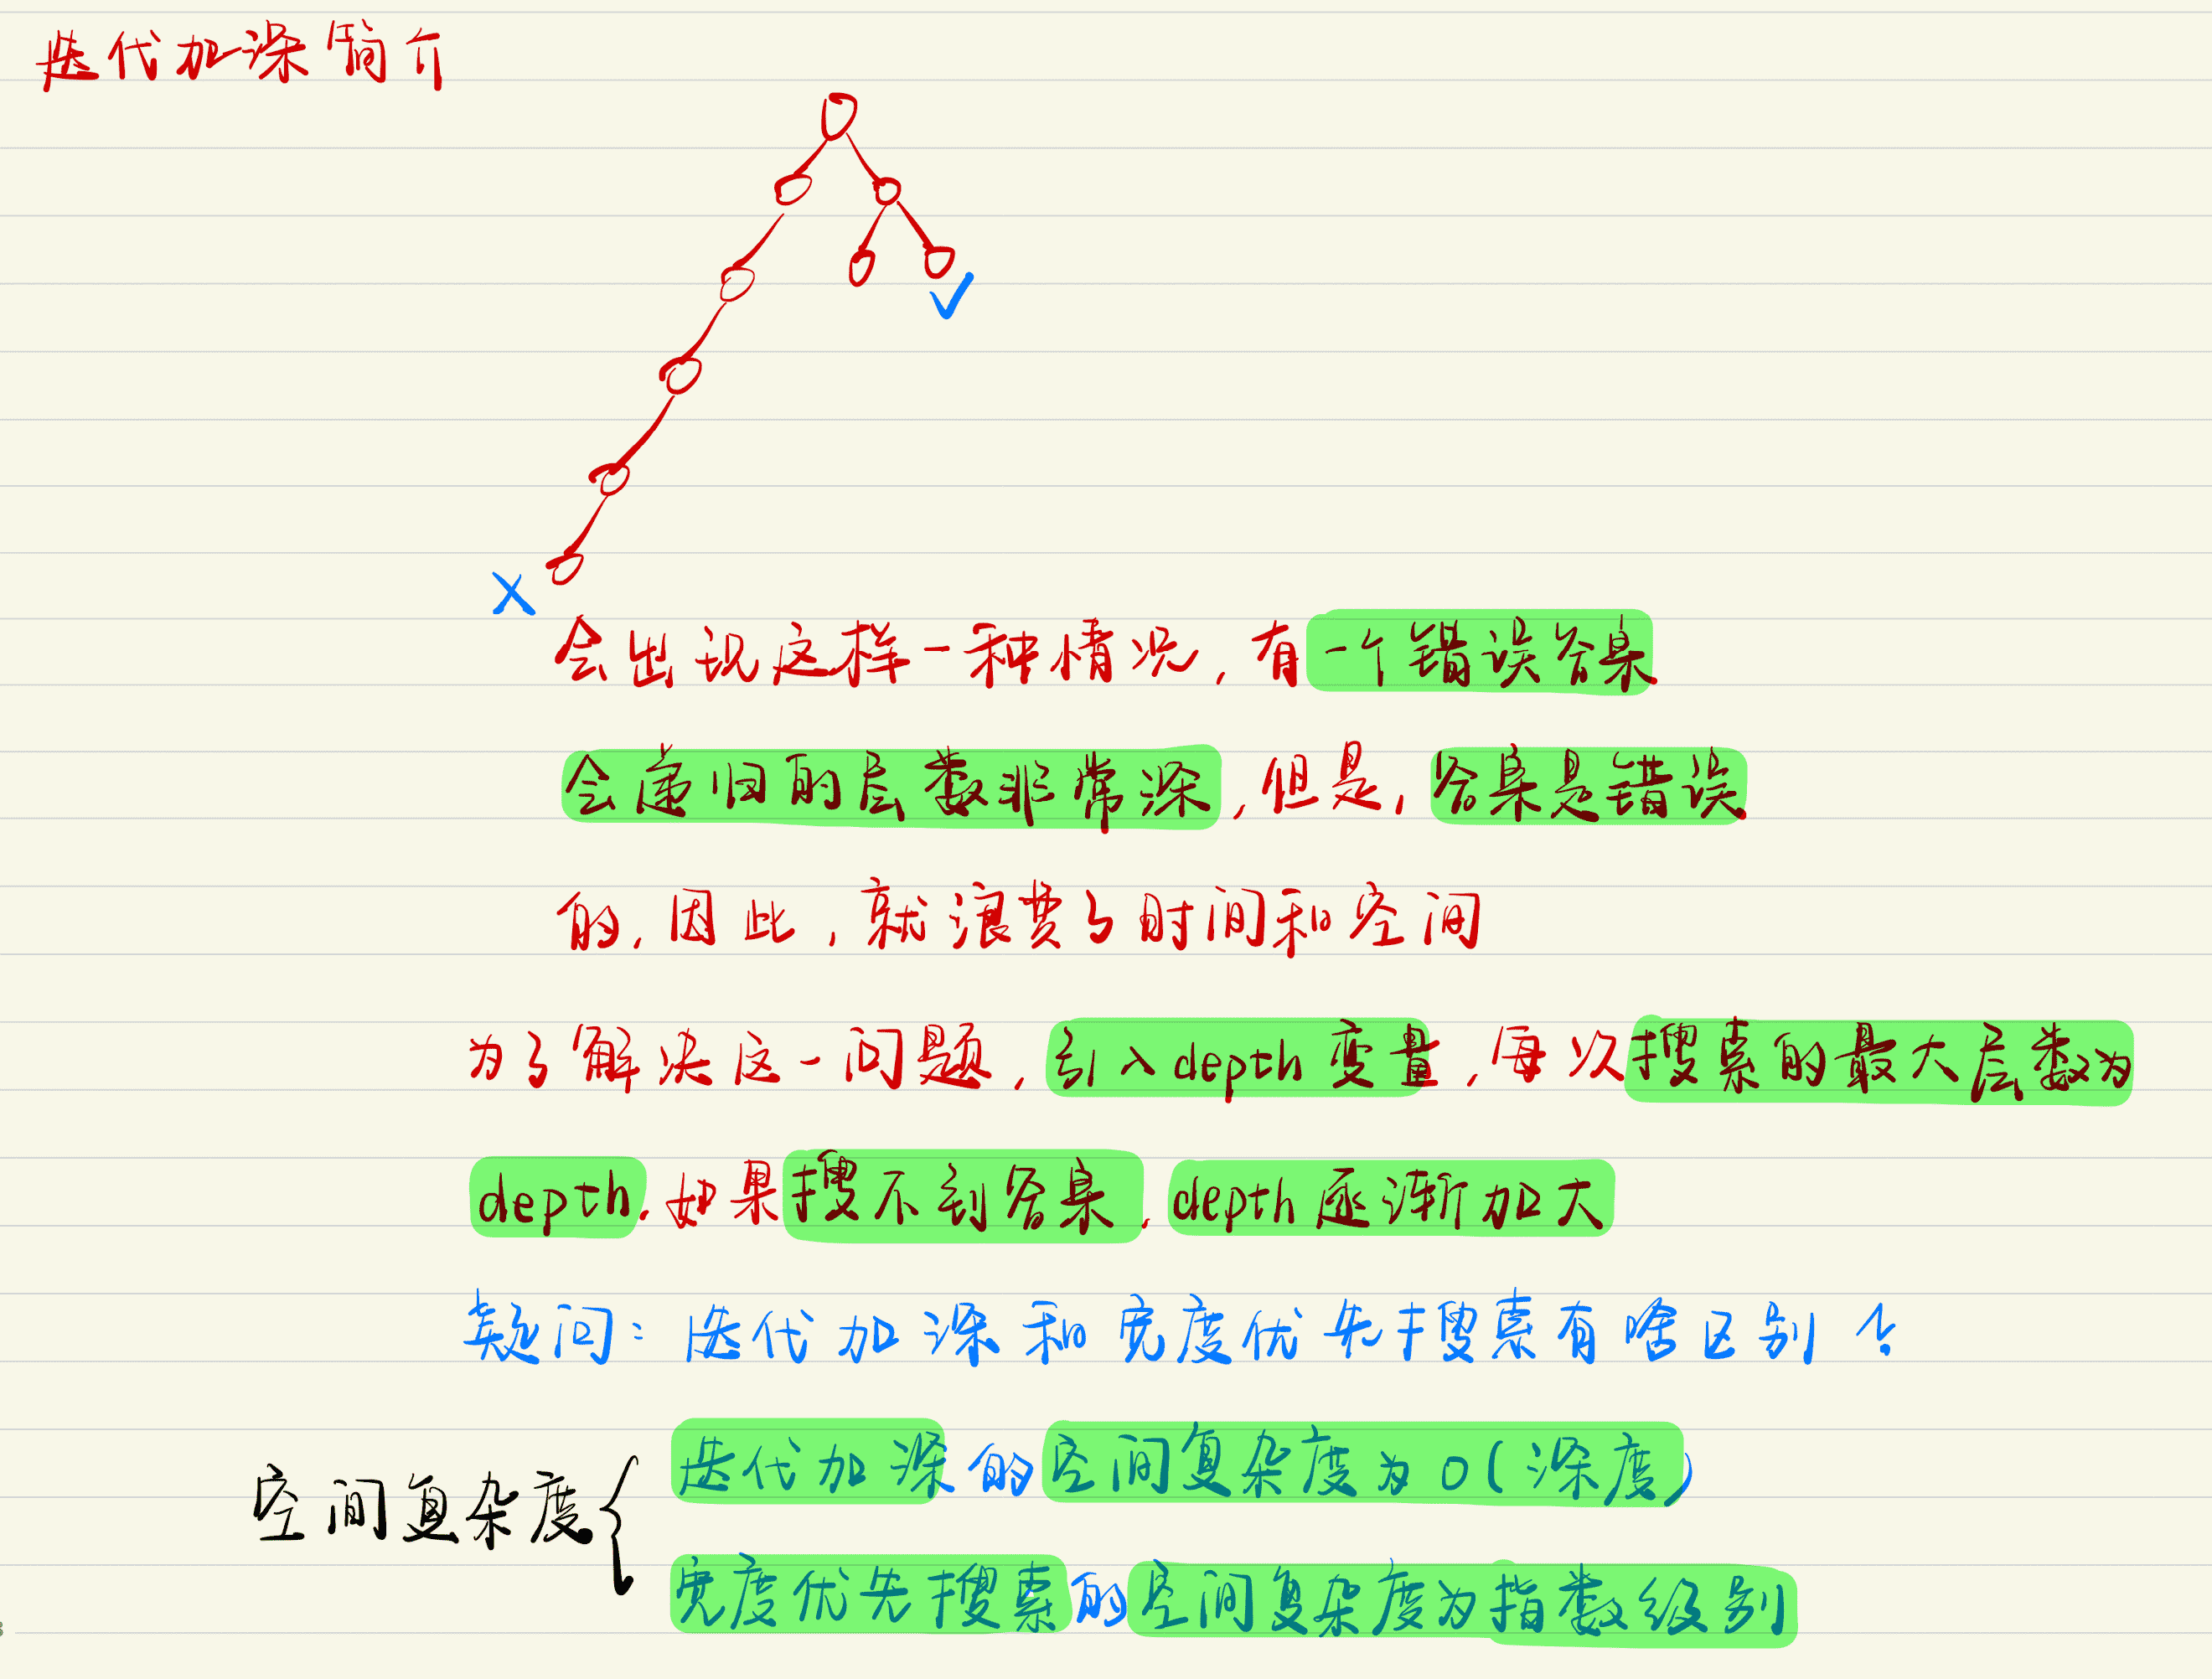 迭代加深简介
会出现这样一种情况,有一个错误答案
会递归的层数非常深,但是,答案是错误
的,因此,就浪费了时间和空间
为了解决这一问题,引入depth变量,每次搜索的最大层数为
depth,如果搜不到答案,depth逐渐加大
疑问:迭代加深和宽度优先搜索有啥区别?
空间复杂度{
迭代加深的空间复杂度为O(深度)
宽度优先搜索的空间复杂度为指数级别